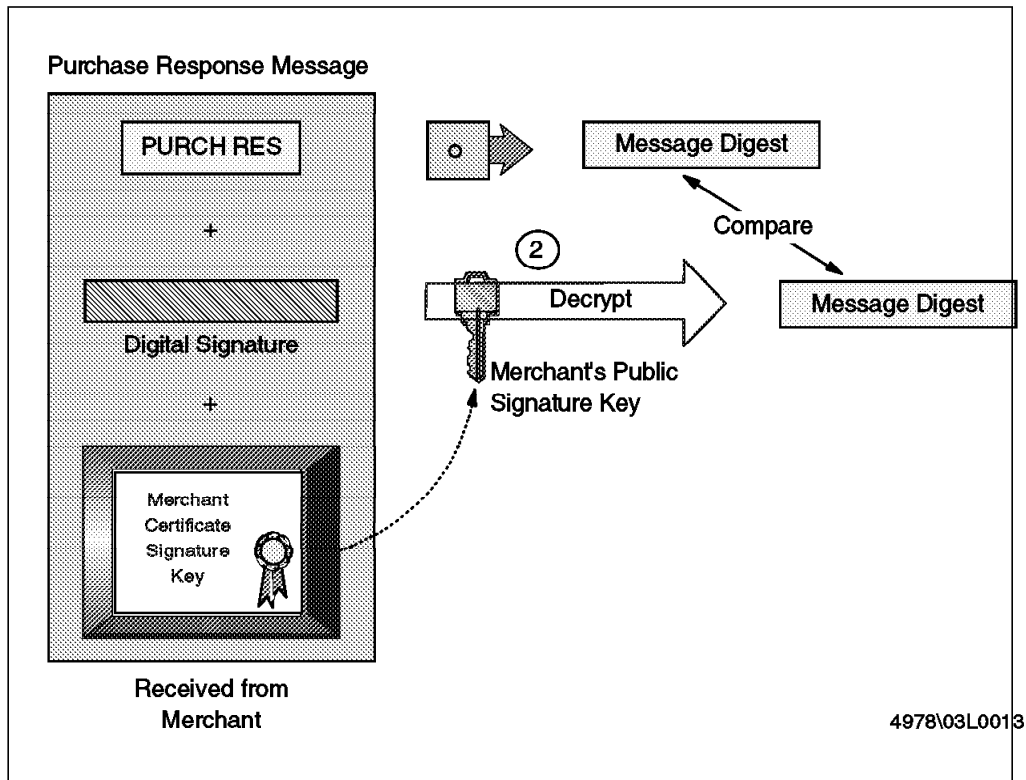 Purchase Response Message
PURCH RES
Message Digest
+
Compare
2
Decrypt
Message Digest
Digital Signature
Merchant's Public
Signature Key
+
Merchant
Certificate
Signature
Key
Received from
Merchant
4978\03L0013